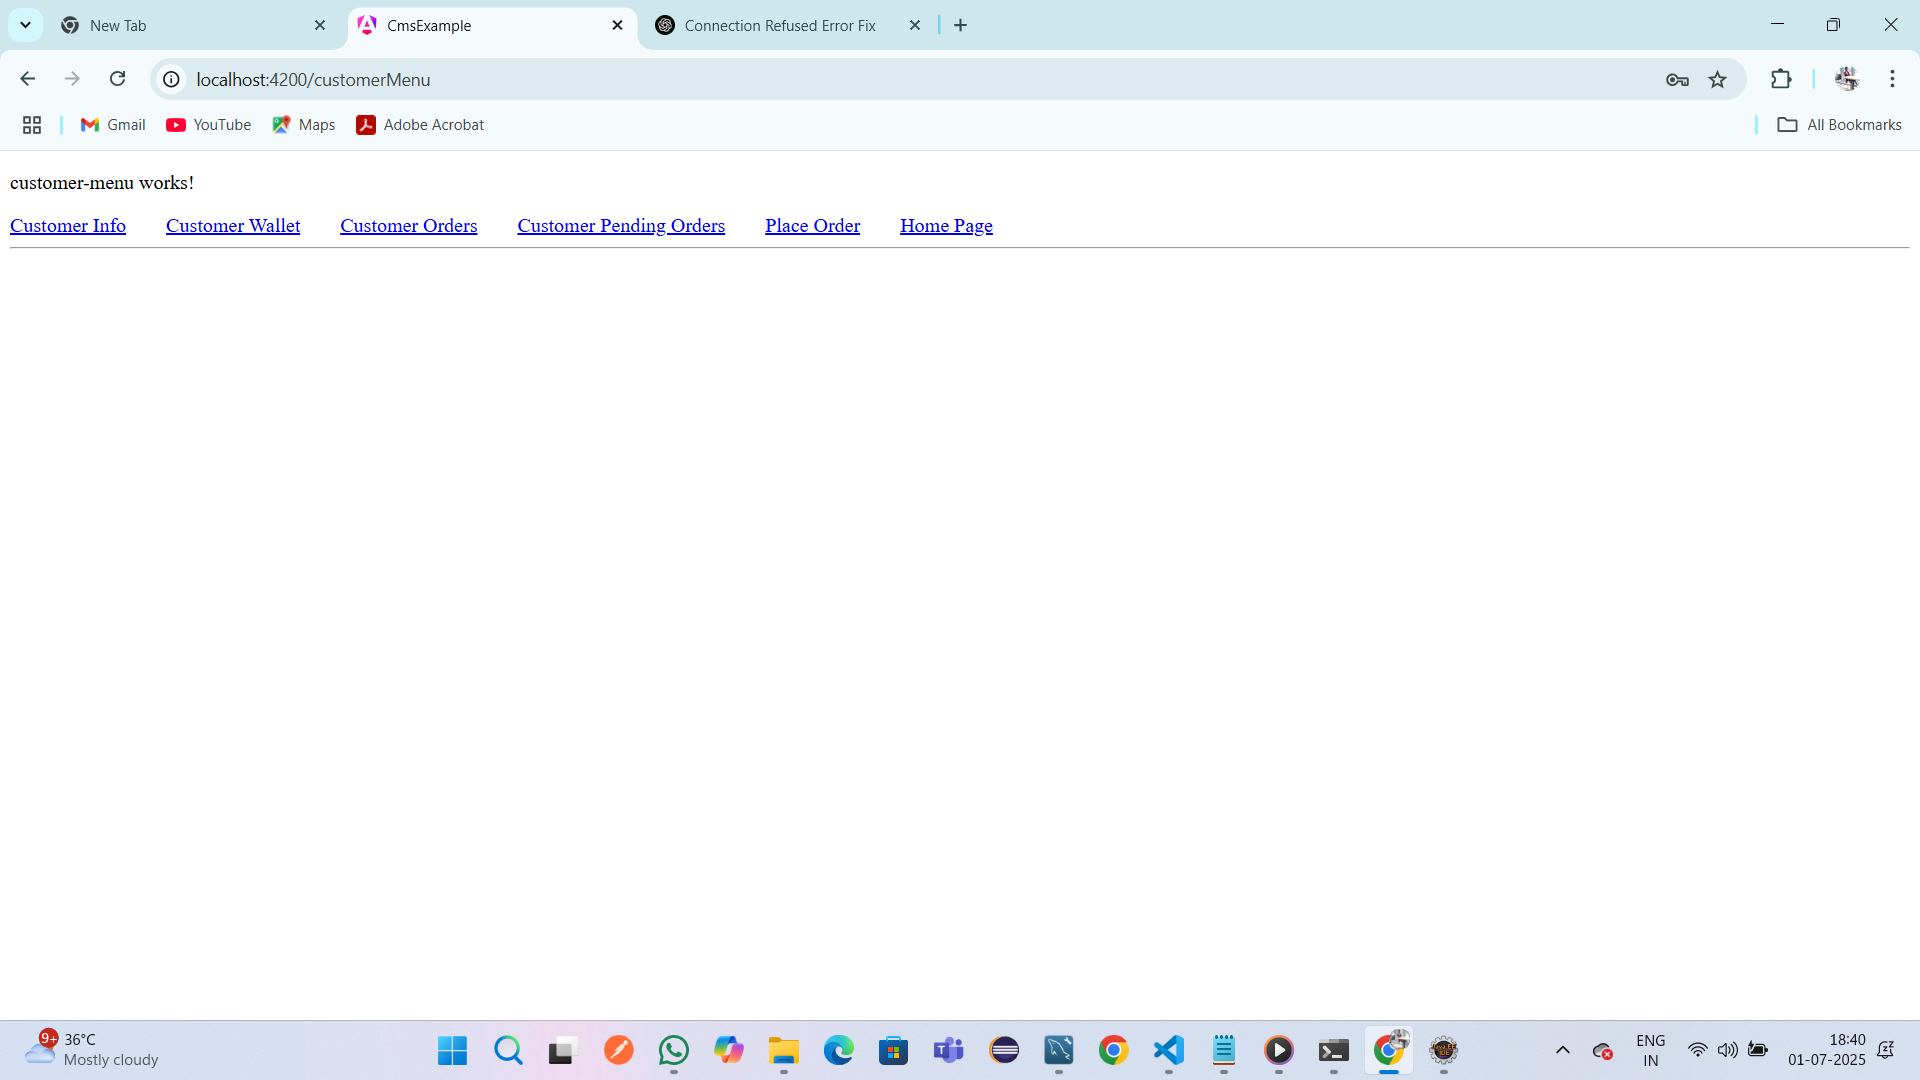 New Tab
CmsExample
Connection Refused Error Fix
localhost:4200/customerMenu
Gmail
YouTube
Maps
Adobe Acrobat
All Bookmarks
customer-menu works!
Customer Info
Customer Wallet
Customer Orders
Customer Pending Orders
Place Order
Home Page
9+
36°C
Mostly cloudy
ENG
IN
18:40
01-07-2025